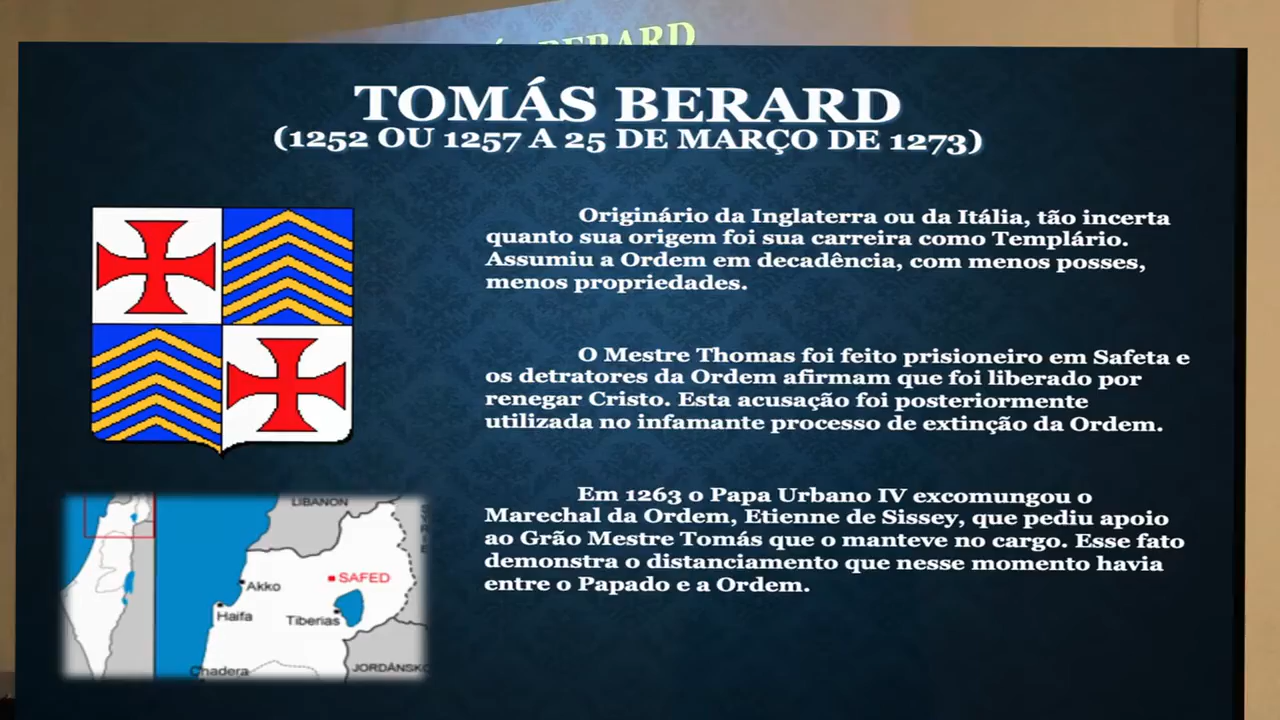 TOMÁS BERARD
(1252 OU 1257 A 25 DE MARÇO DE 1273)
Originário da Inglaterra ou da Itália, tão incerta
quanto sua origem foi sua carreira como Templário.
Assumiu a Ordem em decadência, com menos posses,
menos propriedades.
O Mestre Thomas foi feito prisioneiro em Safeta e
os detratores da Ordem afirmam que foi liberado por
renegar Cristo. Esta acusação foi posteriormente
utilizada no infamante processo de extinção da Ordem.
Em 1263 o Papa Urbano IV excomungou o
Marechal da Ordem, Etienne de Sissey, que pediu apoio
ao Grão Mestre Tomás que o manteve no cargo. Esse fato
demonstra o distanciamento que nesse momento havia
entre o Papado e a Ordem.
LIBANON
SAFED
Akko
Haifa
Tiberias
Chadera